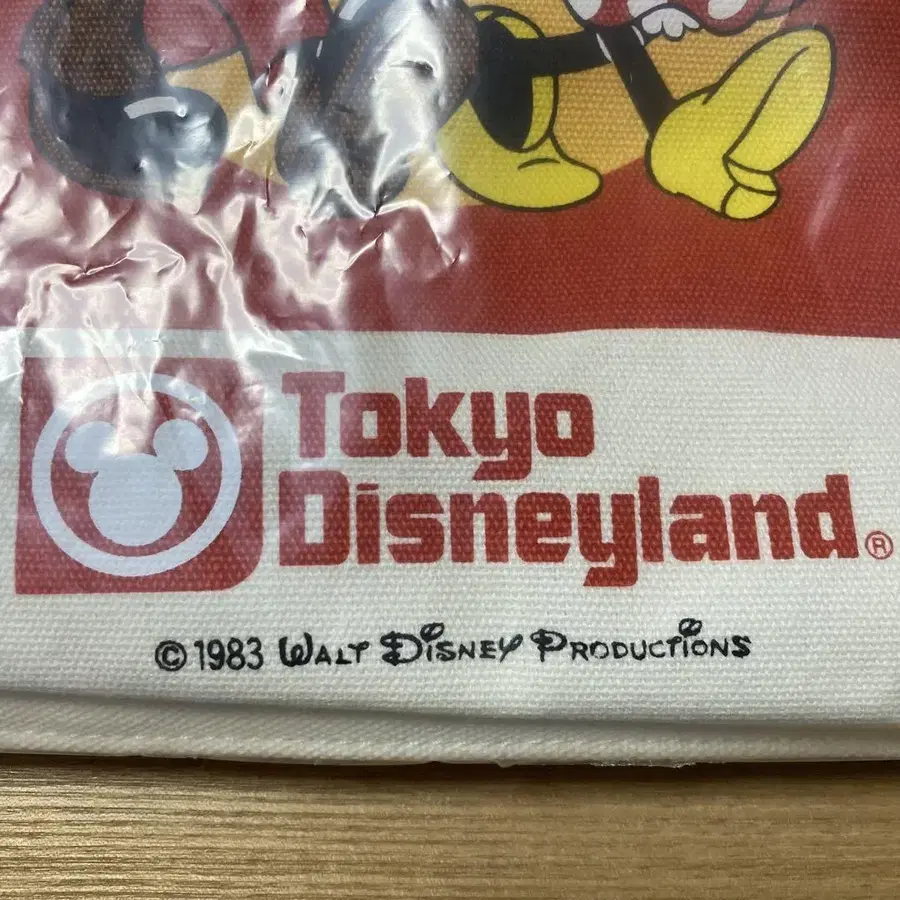 Tokyo
Disneyland®
©1983 WALT DISNEY PRODUCTIONS